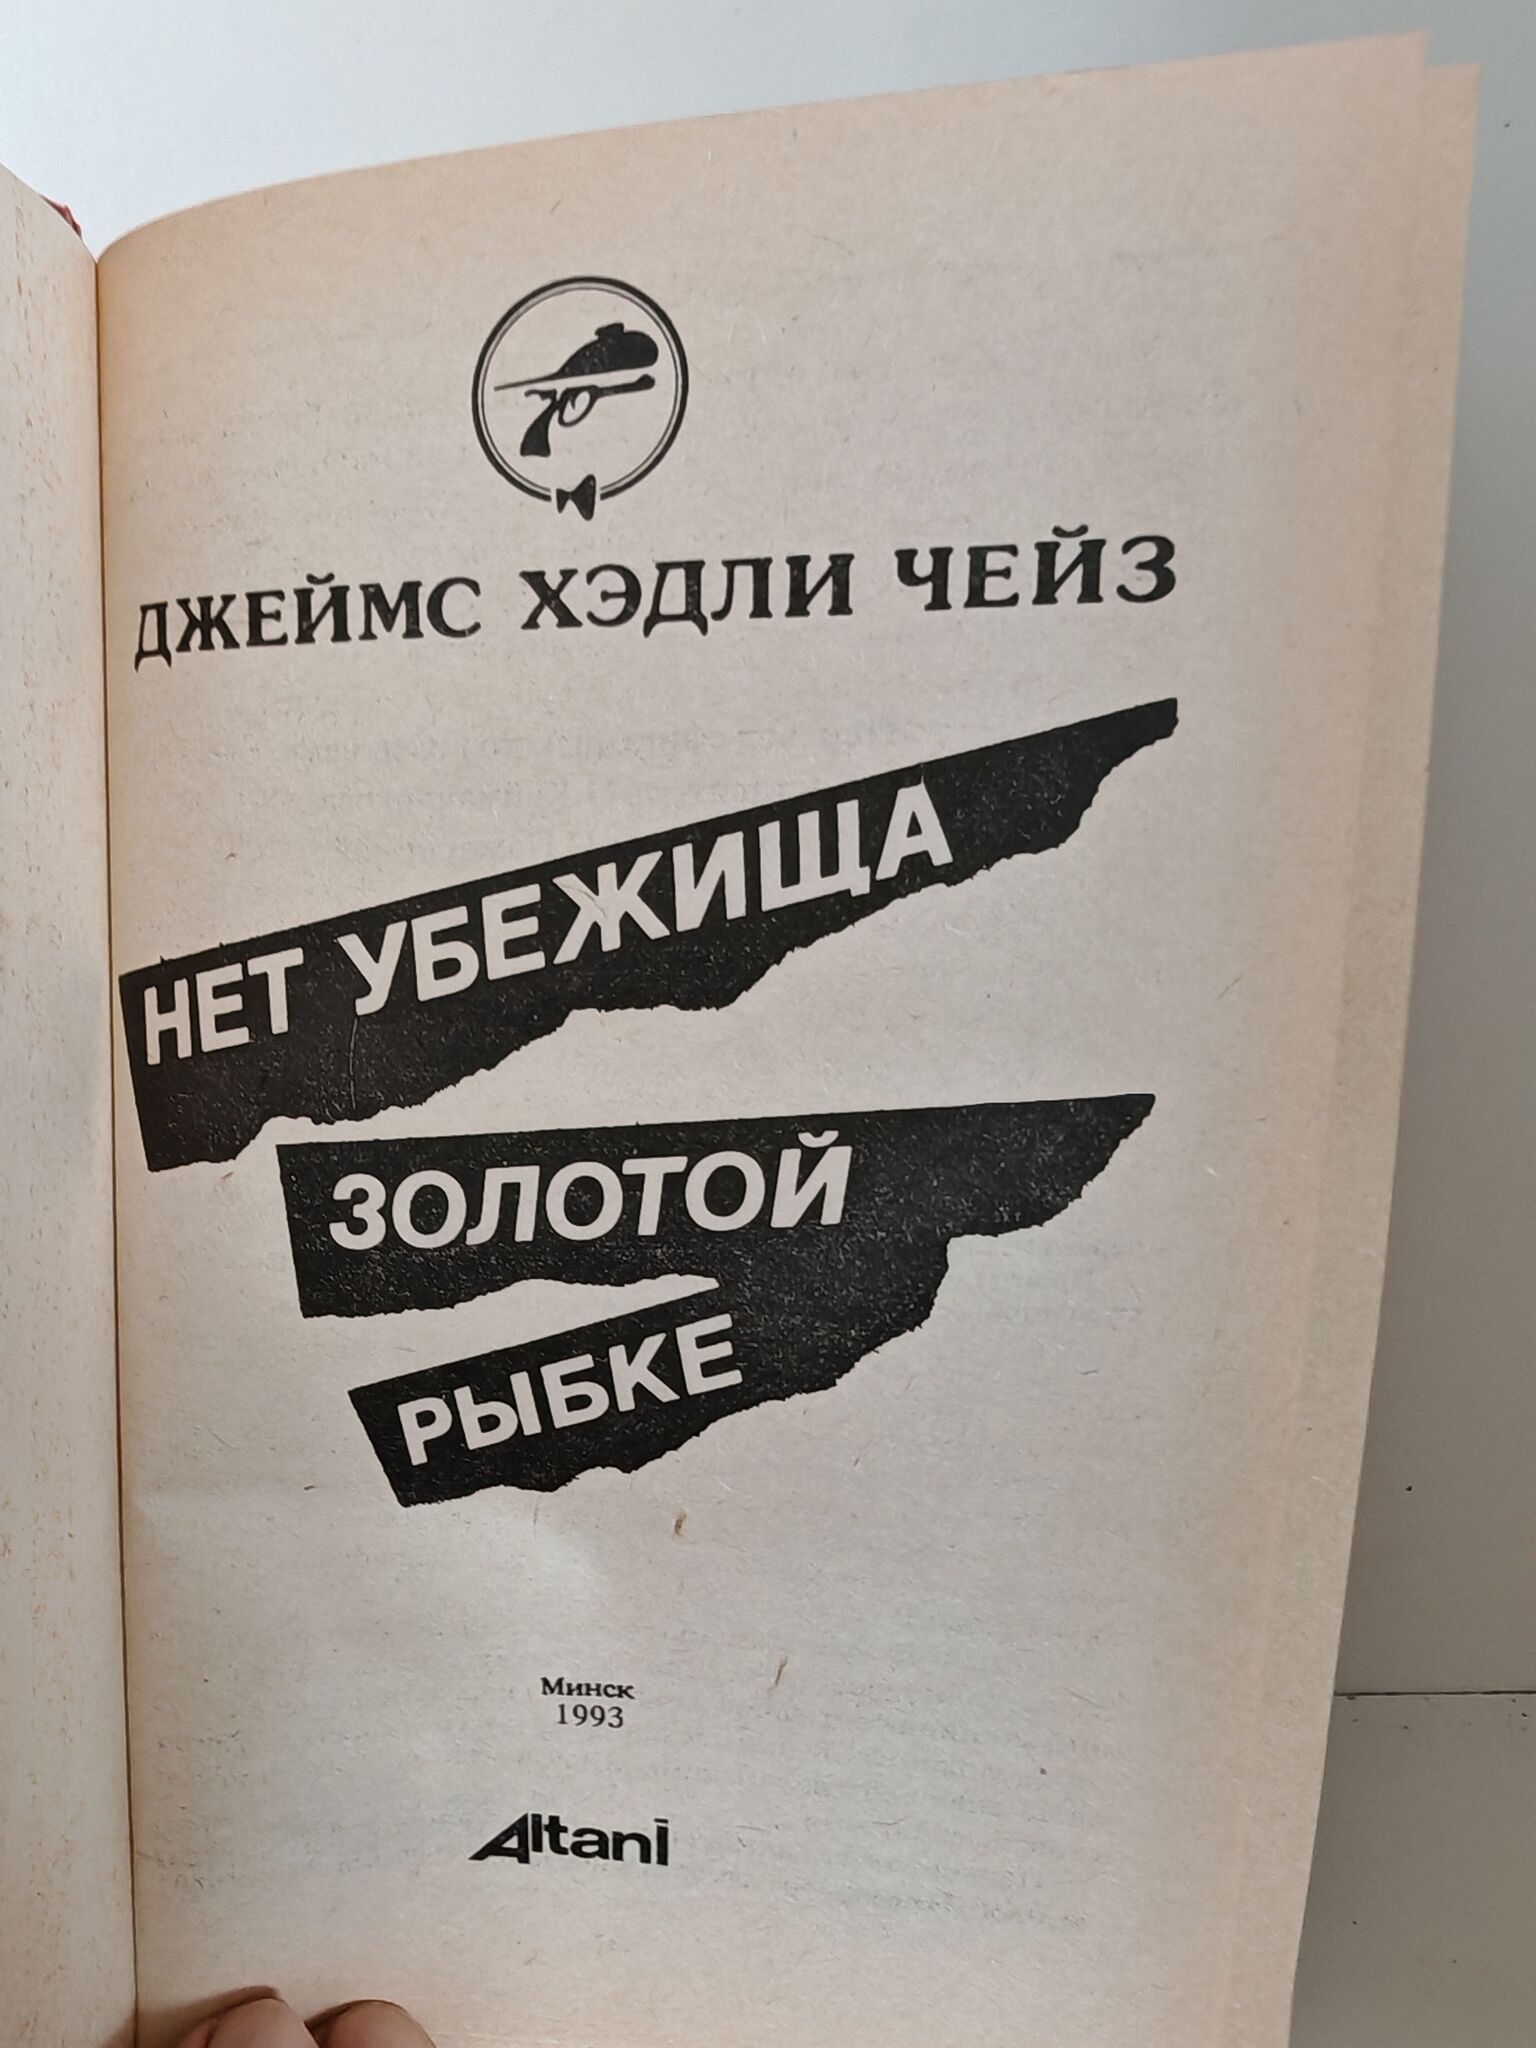 ДЖЕЙМС ХЭДЛИ ЧЕЙЗ
НЕТ УБЕЖИЩА
ЗОЛОТОЙ
РЫБКЕ
Минск
1993
Altani